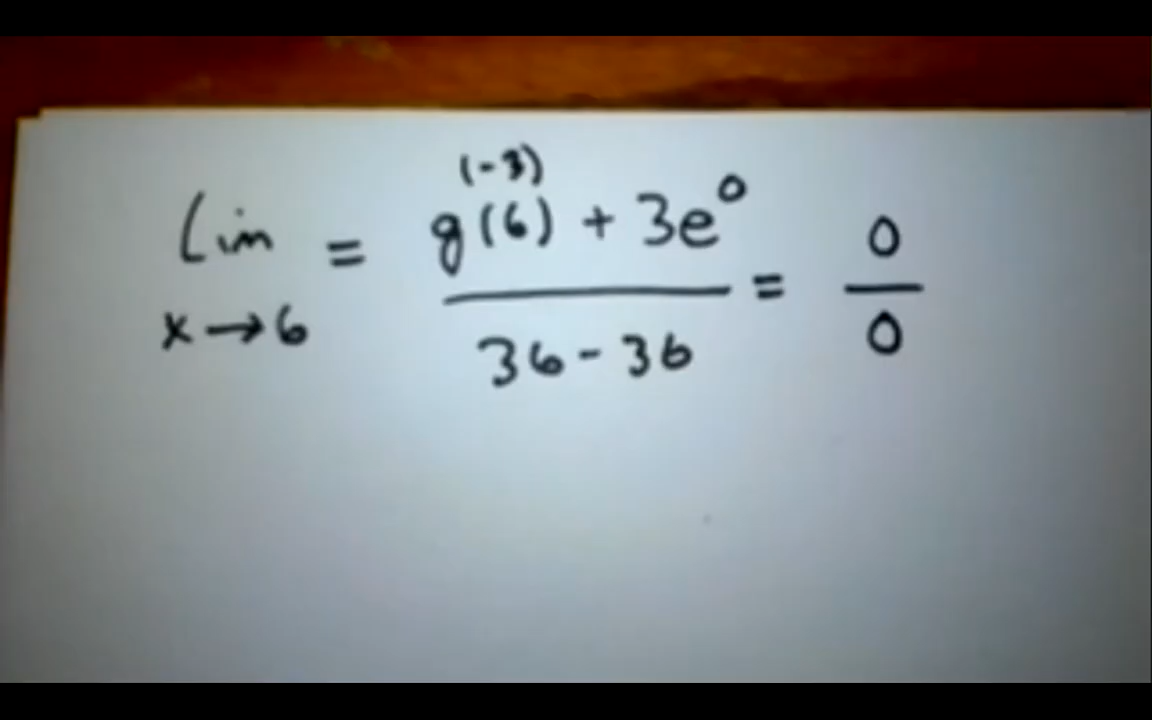 (-3)
Lim = g(6) + 3e⁰ / 36 - 36 = 0 / 0
x → 6